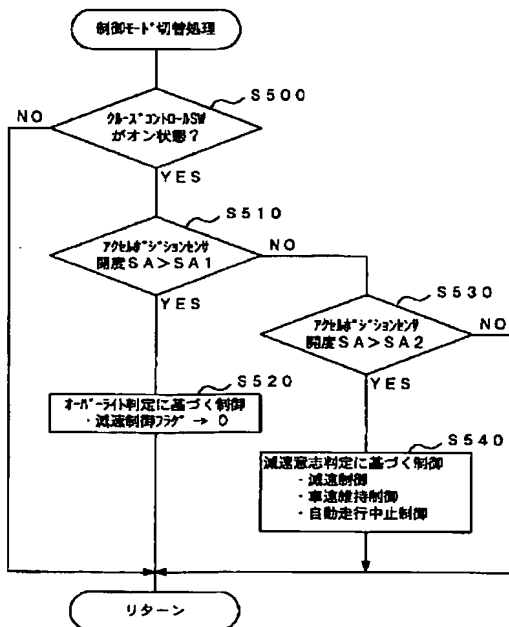 制御モード切替処理
S500
NO
クルーズコントロールSW
がオン状態?
YES
S510
アクセルポジションセンサ
開度SA>SA1
NO
YES
S530
アクセルポジションセンサ
開度SA>SA2
NO
YES
S520
オーバーライト判定に基づく制御
・減速制御フラグ→0
S540
減速意志判定に基づく制御
・減速制御
・車速維持制御
・自動走行中止制御
リターン